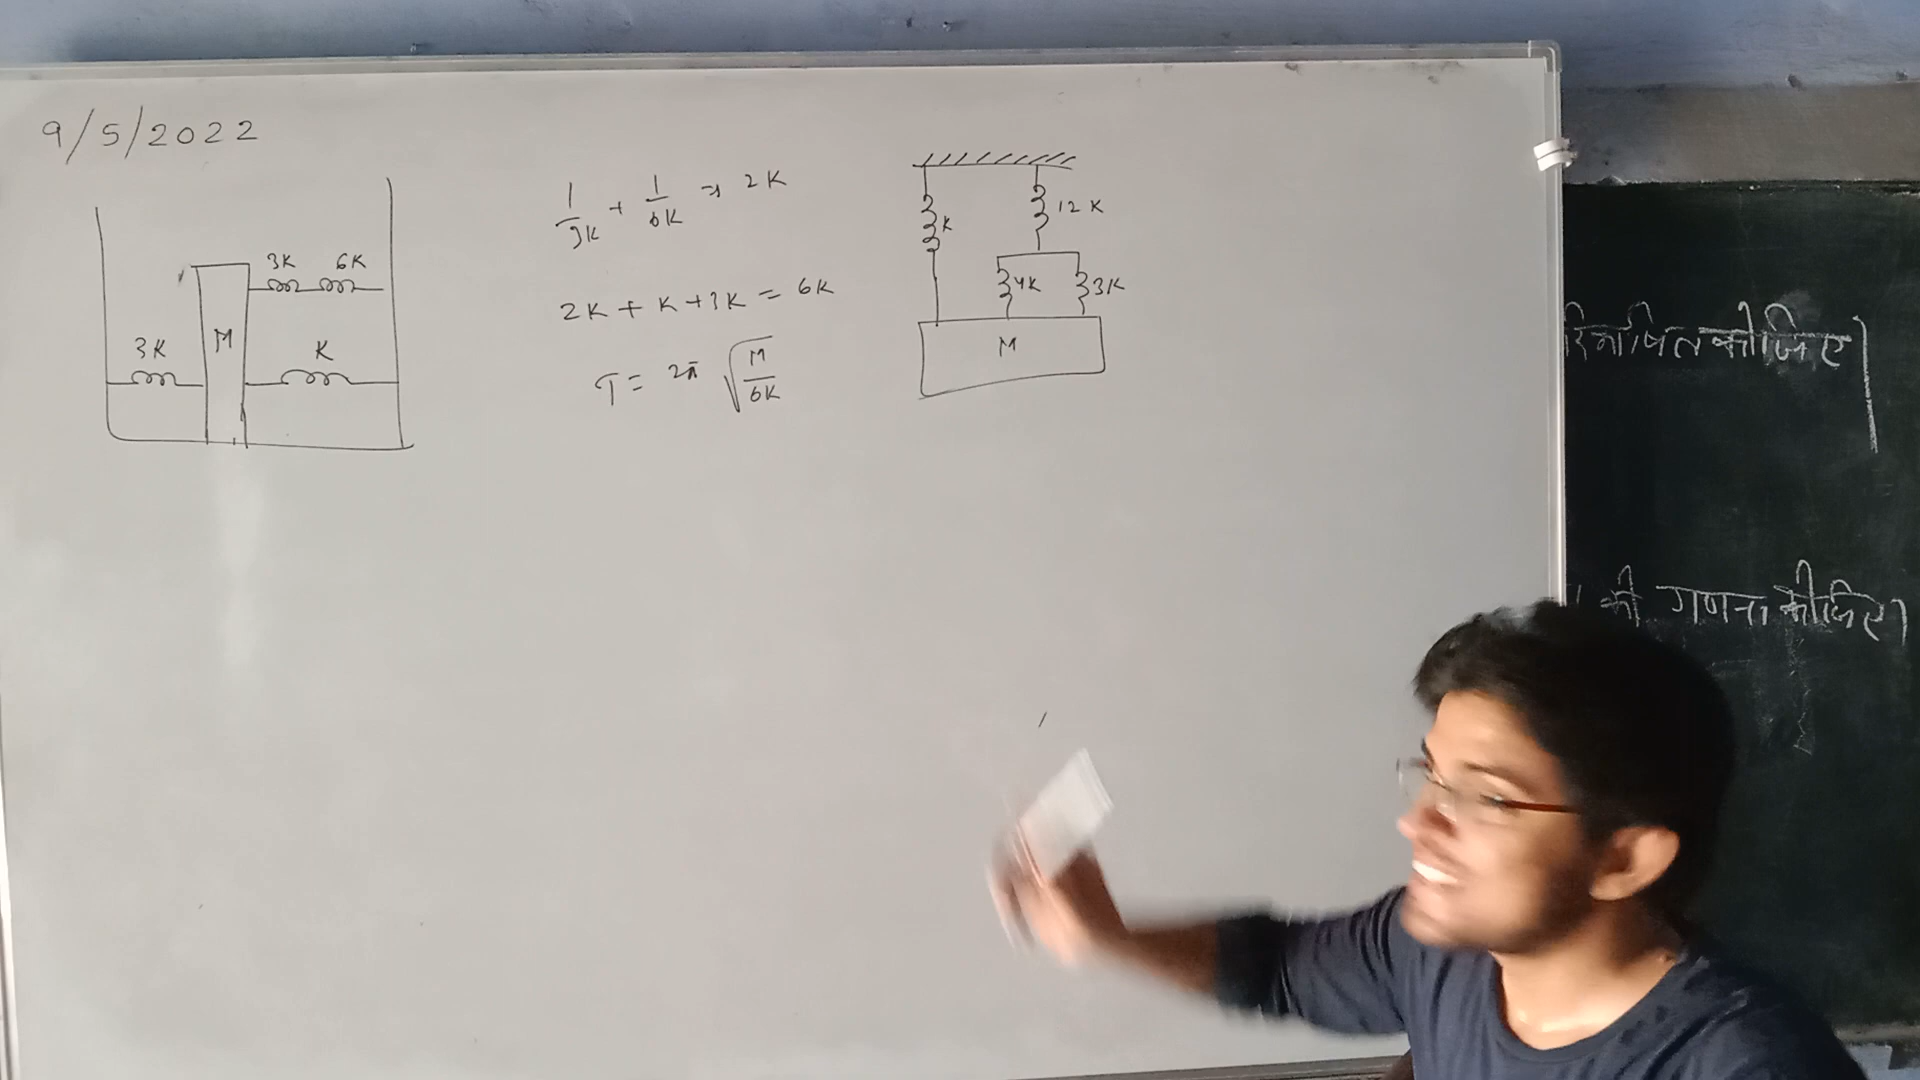 9/5/2022
3K 6K
3K M K
1/3K + 1/6K ⇒ 2K
2K + K + 3K = 6K
T = 2π √M/6K
K 12K
4K 3K
M
की गणना कीजिए।